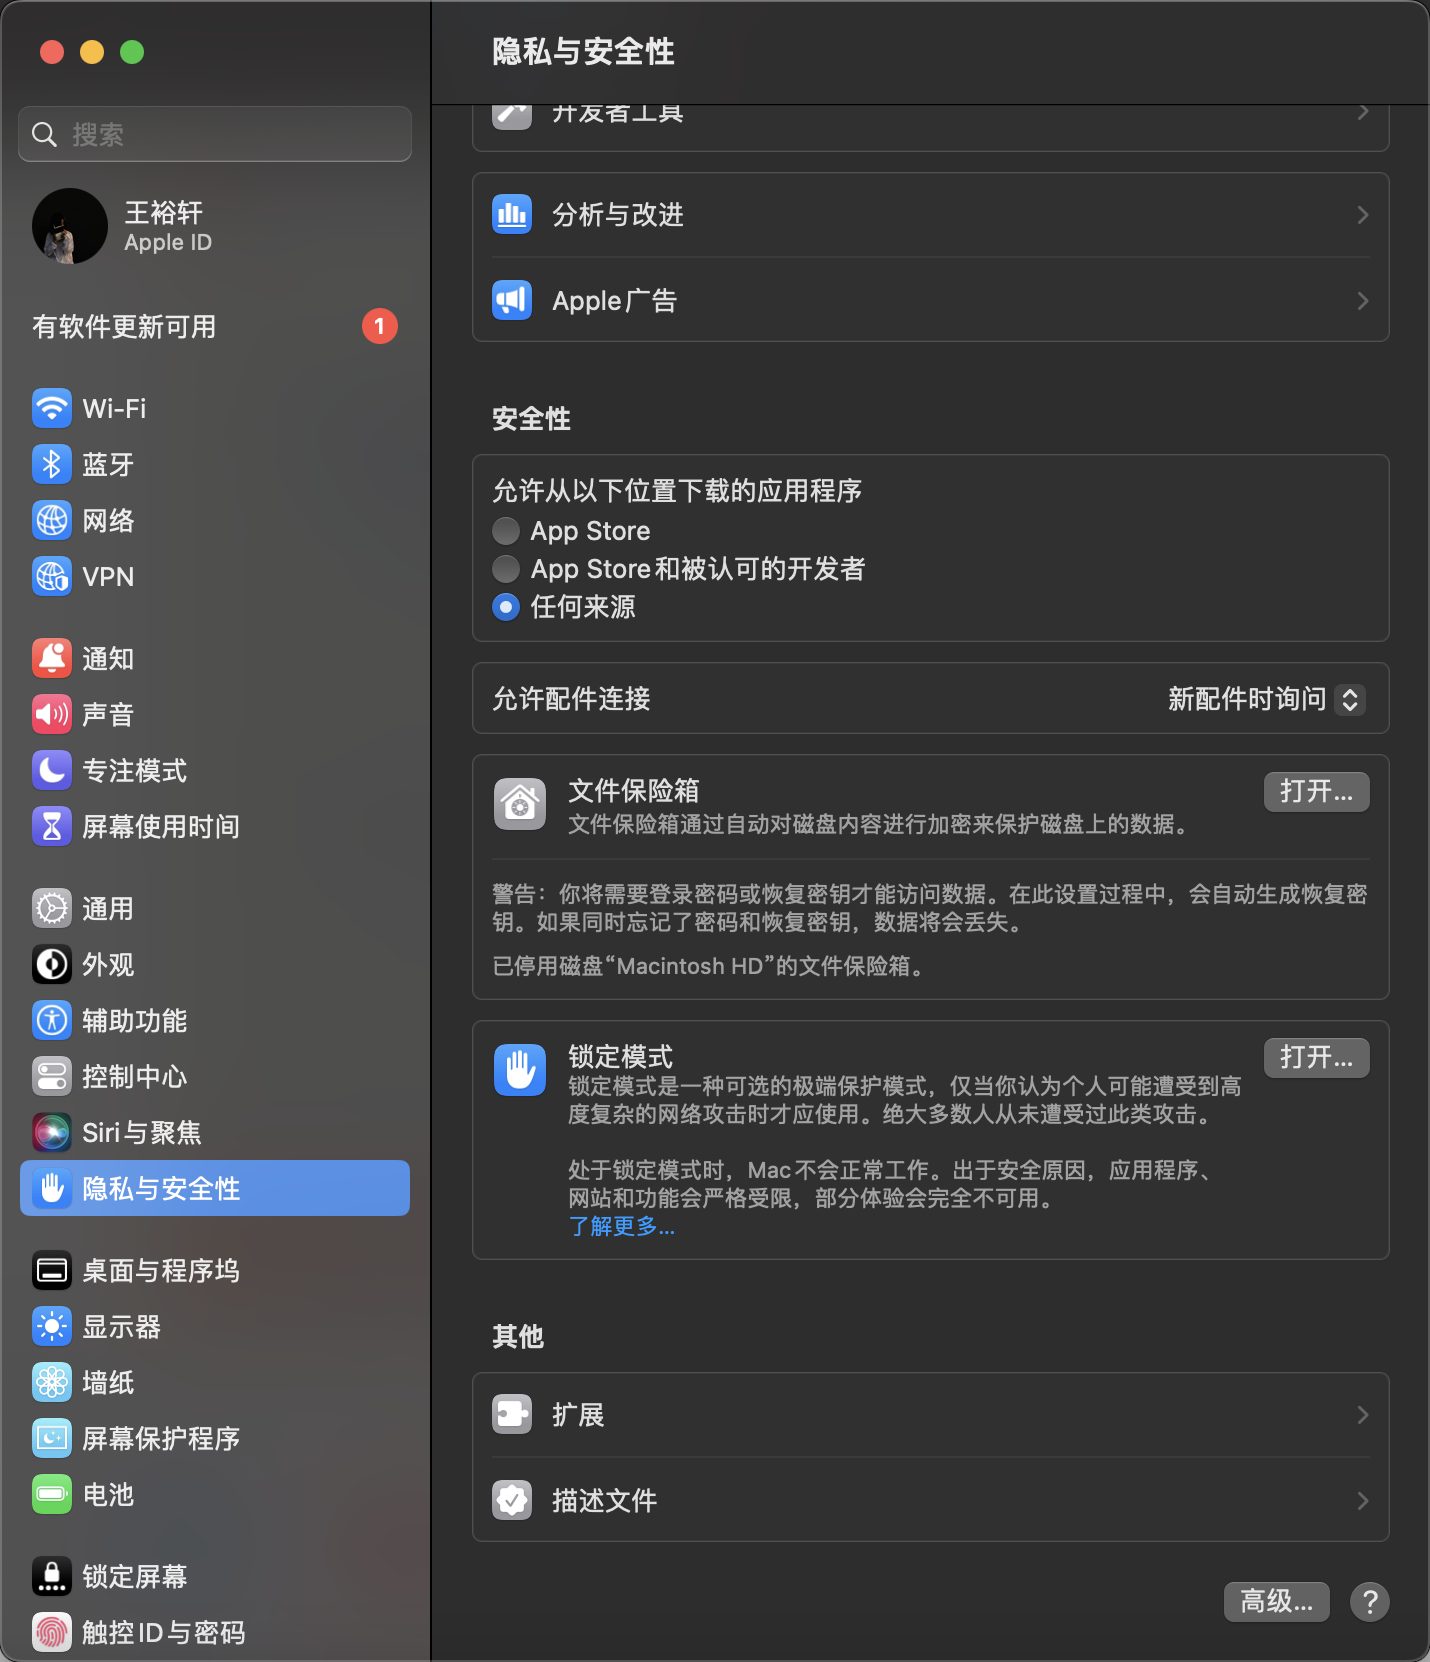 搜索
王裕轩
Apple ID
有软件更新可用
1
Wi-Fi
蓝牙
网络
VPN
通知
声音
专注模式
屏幕使用时间
通用
外观
辅助功能
控制中心
Siri与聚焦
隐私与安全性
桌面与程序坞
显示器
墙纸
屏幕保护程序
电池
锁定屏幕
触控ID与密码
隐私与安全性
开发者工具
分析与改进
Apple广告
安全性
允许从以下位置下载的应用程序
App Store
App Store和被认可的开发者
任何来源
允许配件连接
新配件时询问
文件保险箱
打开...
文件保险箱通过自动对磁盘内容进行加密来保护磁盘上的数据。
警告：你将需要登录密码或恢复密钥才能访问数据。在此设置过程中，会自动生成恢复密
钥。如果同时忘记了密码和恢复密钥，数据将会丢失。
已停用磁盘“Macintosh HD”的文件保险箱。
锁定模式
打开...
锁定模式是一种可选的极端保护模式，仅当你认为个人可能遭受到高
度复杂的网络攻击时才应使用。绝大多数人从未遭受过此类攻击。
处于锁定模式时，Mac不会正常工作。出于安全原因，应用程序、
网站和功能会严格受限，部分体验会完全不可用。
了解更多...
其他
扩展
描述文件
高级...
?